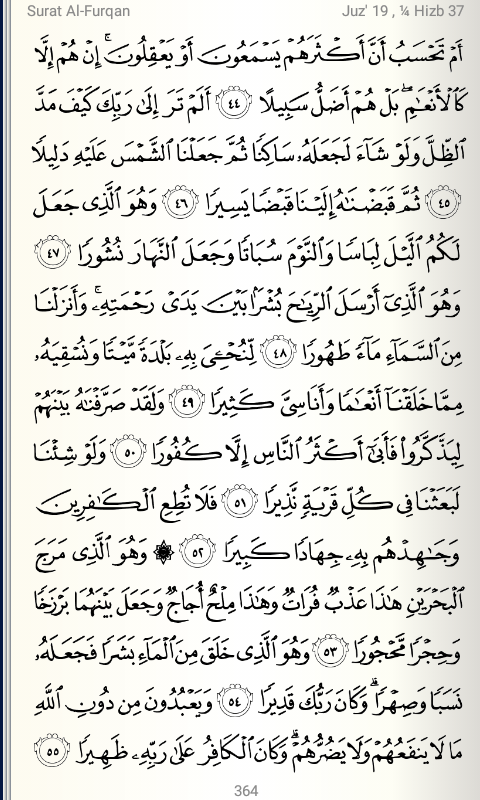 Surat Al-Furqan Juz' 19 , ¼ Hizb 37
أَمْ تَحْسَبُ أَنَّ أَكْثَرَهُمْ يَسْمَعُونَ أَوْ يَعْقِلُونَ ۚ إِنْ هُمْ إِلَّا
كَٱلْأَنْعَٰمِ ۖ بَلْ هُمْ أَضَلُّ سَبِيلًا ٤٤ أَلَمْ تَرَ إِلَىٰ رَبِّكَ كَيْفَ مَدَّ
ٱلظِّلَّ وَلَوْ شَآءَ لَجَعَلَهُۥ سَاكِنًا ثُمَّ جَعَلْنَا ٱلشَّمْسَ عَلَيْهِ دَلِيلًا
٤٥ ثُمَّ قَبَضْنَٰهُ إِلَيْنَا قَبْضًا يَسِيرًا ٤٦ وَهُوَ ٱلَّذِى جَعَلَ
لَكُمُ ٱلَّيْلَ لِبَاسًا وَٱلنَّوْمَ سُبَاتًا وَجَعَلَ ٱلنَّهَارَ نُشُورًا ٤٧
وَهُوَ ٱلَّذِىٓ أَرْسَلَ ٱلرِّيَٰحَ بُشْرًۢا بَيْنَ يَدَىْ رَحْمَتِهِۦ ۚ وَأَنزَلْنَا
مِنَ ٱلسَّمَآءِ مَآءً طَهُورًا ٤٨ لِّنُحْـِۧىَ بِهِۦ بَلْدَةً مَّيْتًا وَنُسْقِيَهُۥ
مِمَّا خَلَقْنَآ أَنْعَٰمًا وَأَنَاسِىَّ كَثِيرًا ٤٩ وَلَقَدْ صَرَّفْنَٰهُ بَيْنَهُمْ
لِيَذَّكَّرُوا۟ فَأَبَىٰٓ أَكْثَرُ ٱلنَّاسِ إِلَّا كُفُورًا ٥٠ وَلَوْ شِئْنَا
لَبَعَثْنَا فِى كُلِّ قَرْيَةٍ نَّذِيرًا ٥١ فَلَا تُطِعِ ٱلْكَٰفِرِينَ
وَجَٰهِدْهُم بِهِۦ جِهَادًا كَبِيرًا ٥٢ ۞ وَهُوَ ٱلَّذِى مَرَجَ
ٱلْبَحْرَيْنِ هَٰذَا عَذْبٌ فُرَاتٌ وَهَٰذَا مِلْحٌ أُجَاجٌ وَجَعَلَ بَيْنَهُمَا بَرْزَخًا
وَحِجْرًا مَّحْجُورًا ٥٣ وَهُوَ ٱلَّذِى خَلَقَ مِنَ ٱلْمَآءِ بَشَرًا فَجَعَلَهُۥ
نَسَبًا وَصِهْرًا ۗ وَكَانَ رَبُّكَ قَدِيرًا ٥٤ وَيَعْبُدُونَ مِن دُونِ ٱللَّهِ
مَا لَا يَنفَعُهُمْ وَلَا يَضُرُّهُمْ ۗ وَكَانَ ٱلْكَافِرُ عَلَىٰ رَبِّهِۦ ظَهِيرًا ٥٥
364